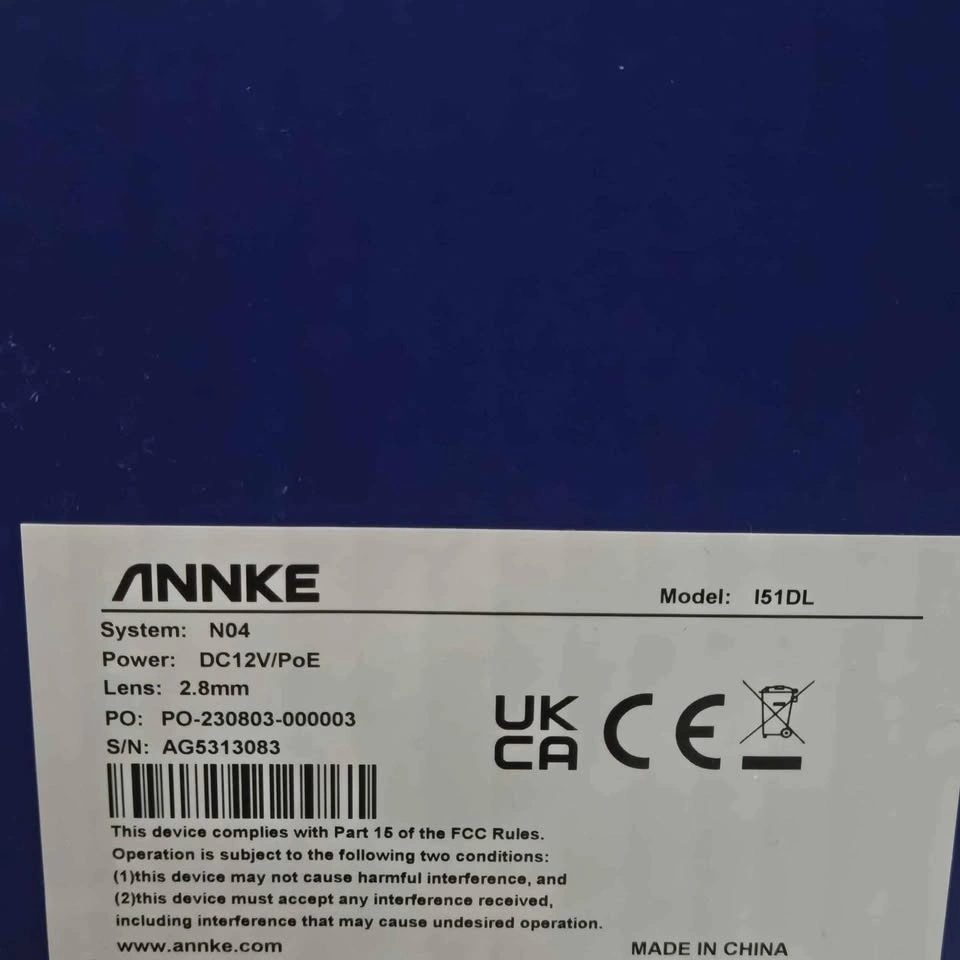 ANNKE
Model: I51DL
System: N04
Power: DC12V/PoE
Lens: 2.8mm
PO: PO-230803-000003
S/N: AG5313083
UK
CA
CE
This device complies with Part 15 of the FCC Rules.
Operation is subject to the following two conditions:
(1)this device may not cause harmful interference, and
(2)this device must accept any interference received,
including interference that may cause undesired operation.
www.annke.com
MADE IN CHINA